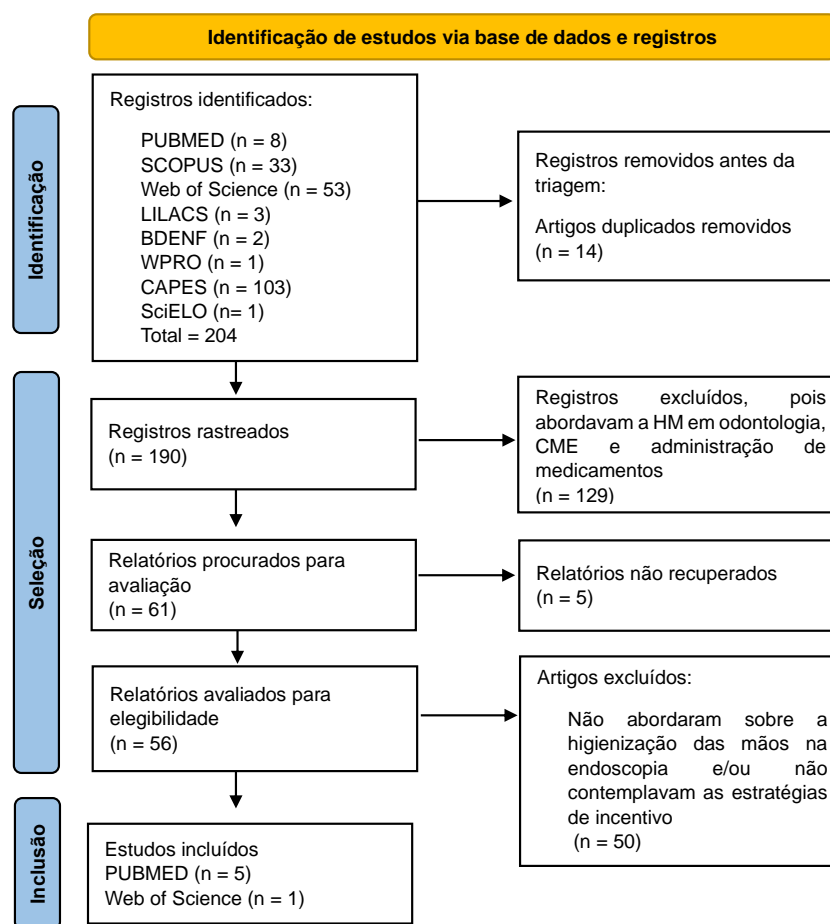 Identificação de estudos via base de dados e registros
Identificação
Registros identificados:
PUBMED (n = 8)
SCOPUS (n = 33)
Web of Science (n = 53)
LILACS (n = 3)
BDENF (n = 2)
WPRO (n = 1)
CAPES (n = 103)
SciELO (n= 1)
Total = 204
Registros removidos antes da
triagem:
Artigos duplicados removidos
(n = 14)
Seleção
Registros rastreados
(n = 190)
Registros excluídos, pois
abordavam a HM em odontologia,
CME e administração de
medicamentos
(n = 129)
Relatórios procurados para
avaliação
(n = 61)
Relatórios não recuperados
(n = 5)
Relatórios avaliados para
elegibilidade
(n = 56)
Artigos excluídos:
Não abordaram sobre a
higienização das mãos na
endoscopia e/ou não
contemplavam as estratégias
de incentivo
(n = 50)
Inclusão
Estudos incluídos
PUBMED (n = 5)
Web of Science (n = 1)